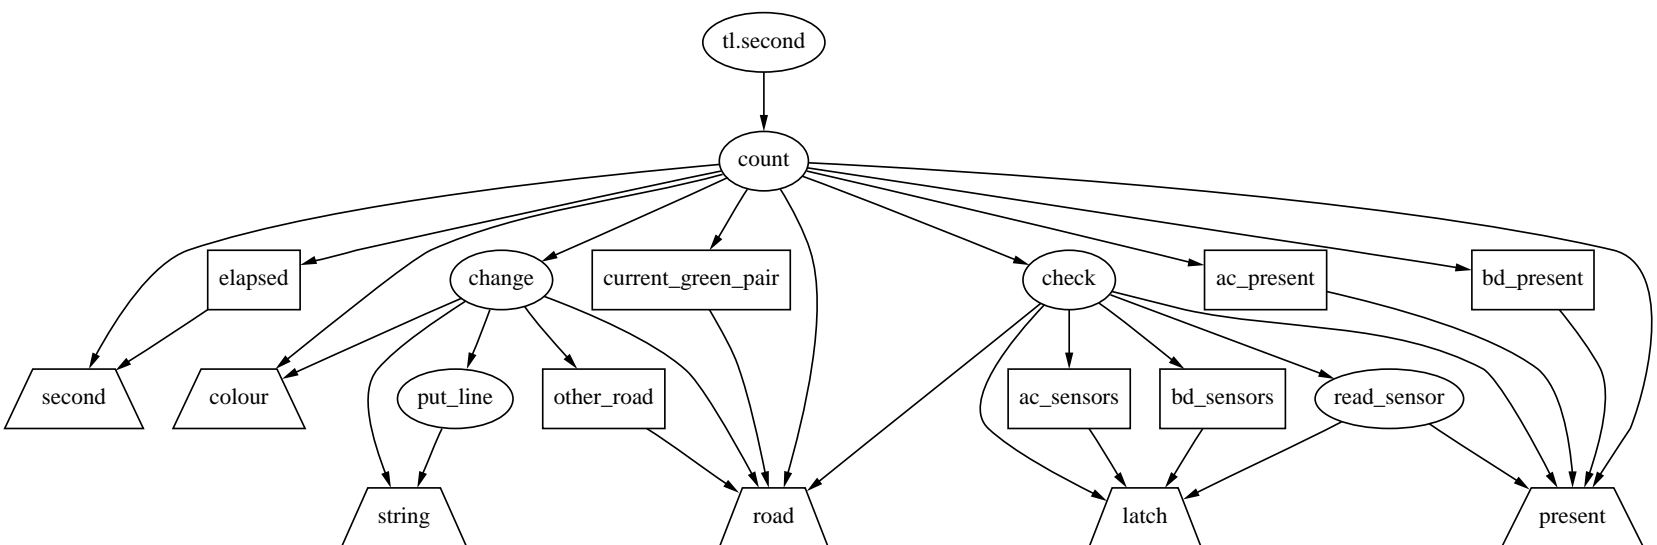 tl.second
count
elapsed
change
current_green_pair
check
ac_present
bd_present
second
colour
put_line
other_road
ac_sensors
bd_sensors
read_sensor
string
road
latch
present